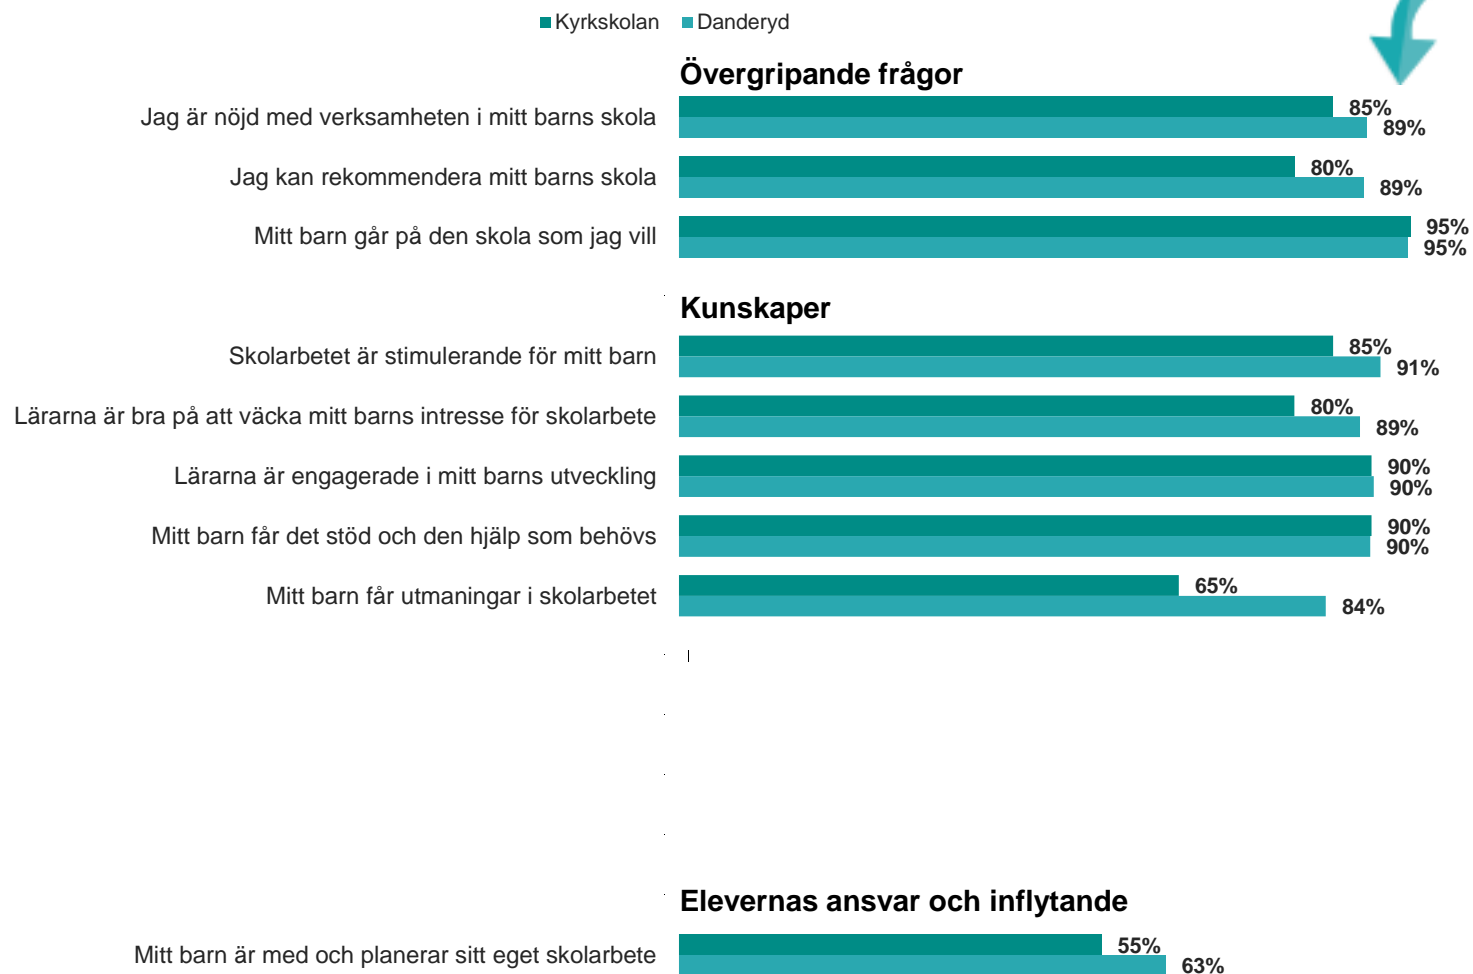 Kyrkskolan Danderyd
Övergripande frågor
Jag är nöjd med verksamheten i mitt barns skola
85%
89%
Jag kan rekommendera mitt barns skola
80%
89%
Mitt barn går på den skola som jag vill
95%
95%
Kunskaper
Skolarbetet är stimulerande för mitt barn
85%
91%
Lärarna är bra på att väcka mitt barns intresse för skolarbete
80%
89%
Lärarna är engagerade i mitt barns utveckling
90%
90%
Mitt barn får det stöd och den hjälp som behövs
90%
90%
Mitt barn får utmaningar i skolarbetet
65%
84%
Elevernas ansvar och inflytande
Mitt barn är med och planerar sitt eget skolarbete
55%
63%